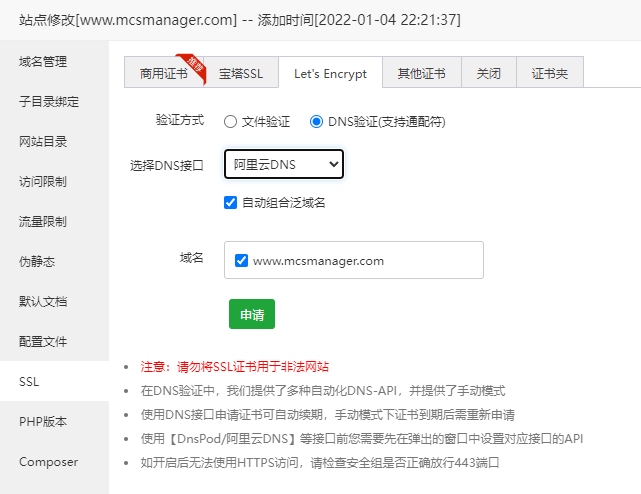 站点修改[www.mcsmanager.com] -- 添加时间[2022-01-04 22:21:37]
域名管理
子目录绑定
网站目录
访问限制
流量限制
伪静态
默认文档
配置文件
SSL
PHP版本
Composer
商用证书 推荐 宝塔SSL Let's Encrypt 其他证书 关闭 证书夹
验证方式 文件验证 DNS验证(支持通配符)
选择DNS接口 阿里云DNS
自动组合泛域名
域名 www.mcsmanager.com
申请
注意：请勿将SSL证书用于非法网站
在DNS验证中，我们提供了多种自动化DNS-API，并提供了手动模式
使用DNS接口申请证书可自动续期，手动模式下证书到期后需重新申请
使用【DnsPod/阿里云DNS】等接口前您需要先在弹出的窗口中设置对应接口的API
如开启后无法使用HTTPS访问，请检查安全组是否正确放行443端口